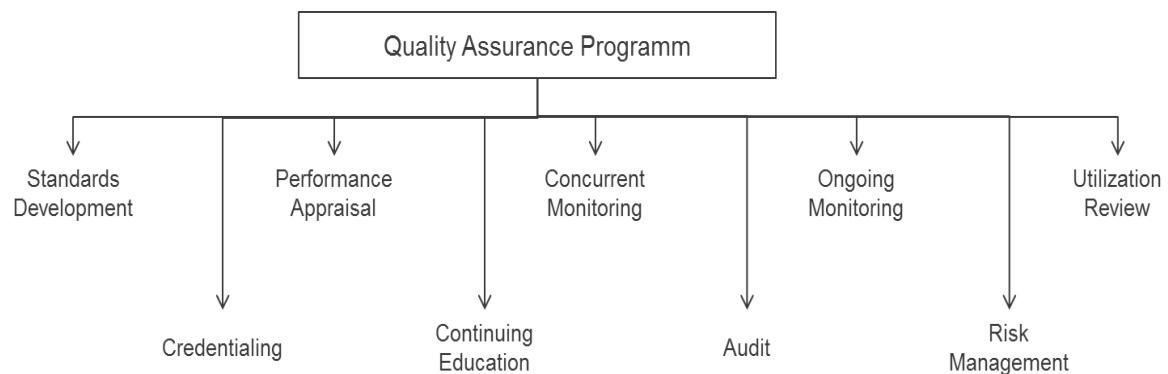 Quality Assurance Programm
Standards
Development
Performance
Appraisal
Concurrent
Monitoring
Ongoing
Monitoring
Utilization
Review
Credentialing
Continuing
Education
Audit
Risk
Management